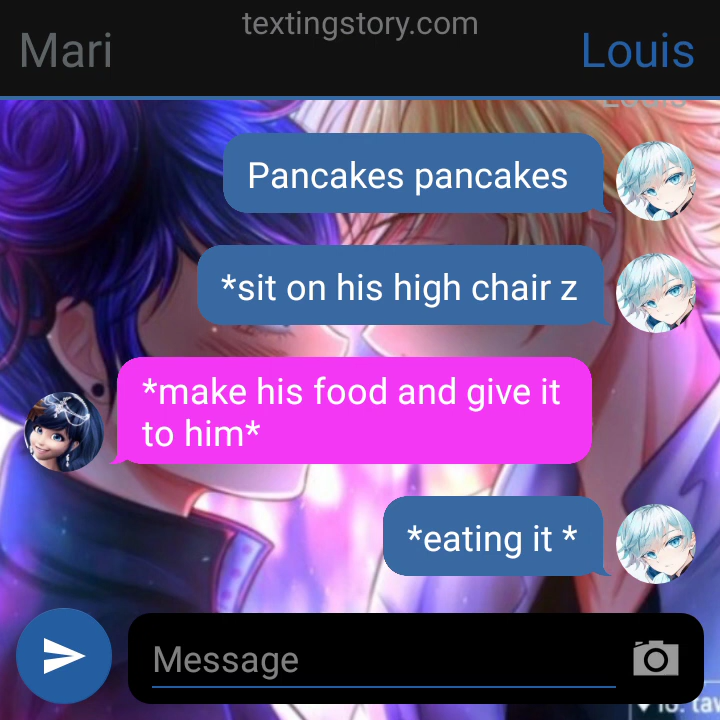 textingstory.com
Mari
Louis
Louis
Pancakes pancakes
*sit on his high chair z
*make his food and give it
to him*
*eating it *
Message